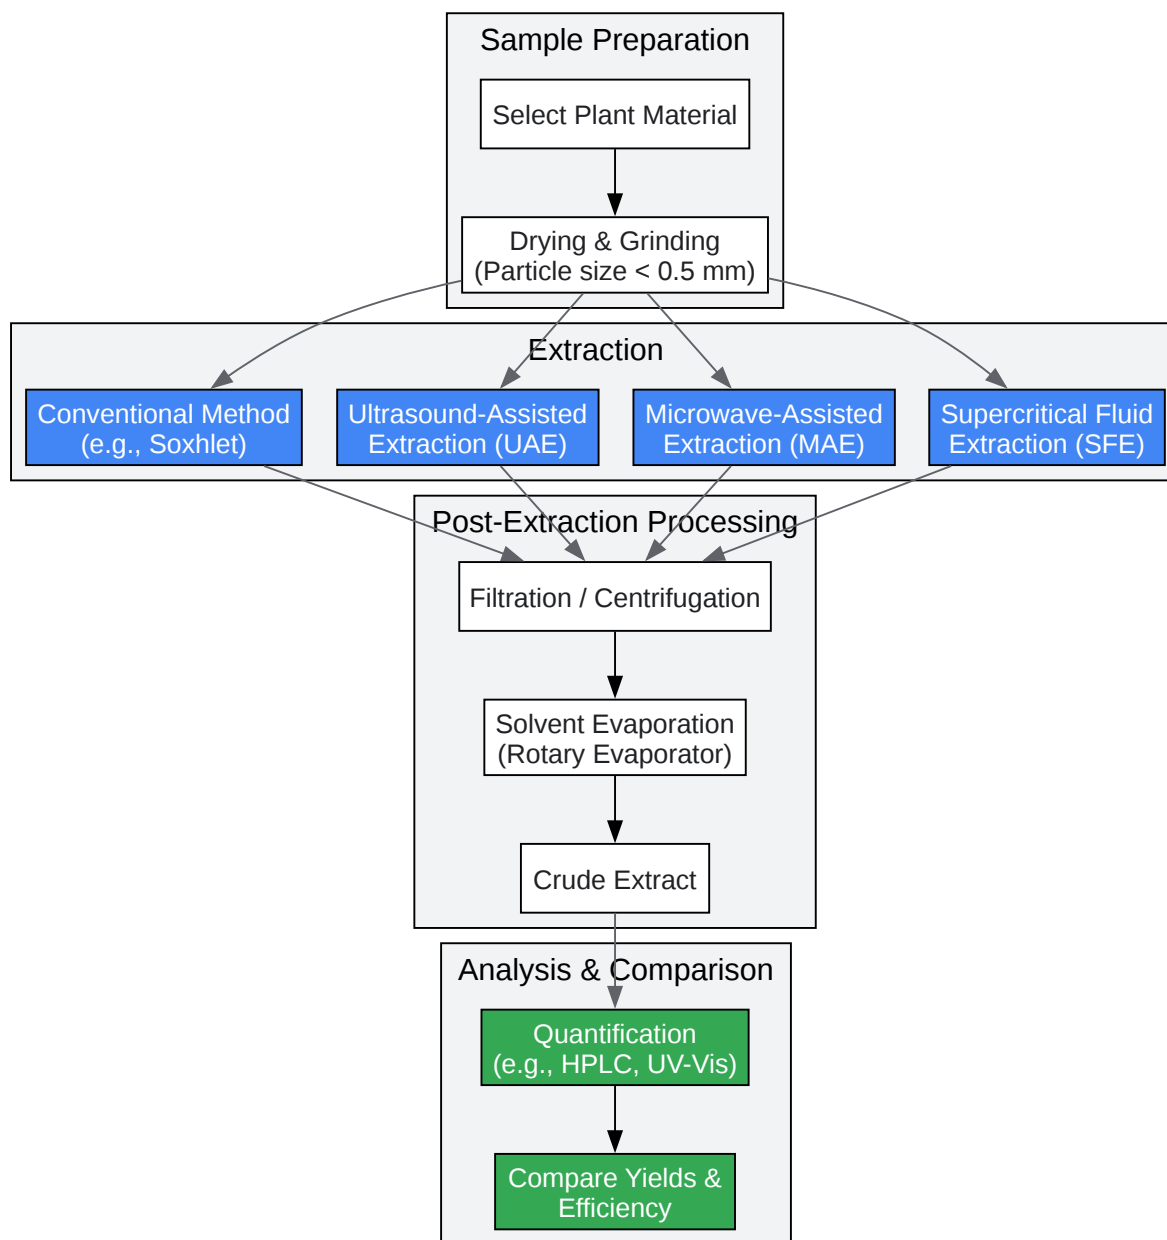 Sample Preparation
Select Plant Material
Drying & Grinding
(Particle size < 0.5 mm)
Extraction
Conventional Method
(e.g., Soxhlet)
Ultrasound-Assisted
Extraction (UAE)
Microwave-Assisted
Extraction (MAE)
Supercritical Fluid
Extraction (SFE)
Post-Extraction Processing
Filtration / Centrifugation
Solvent Evaporation
(Rotary Evaporator)
Crude Extract
Analysis & Comparison
Quantification
(e.g., HPLC, UV-Vis)
Compare Yields &
Efficiency